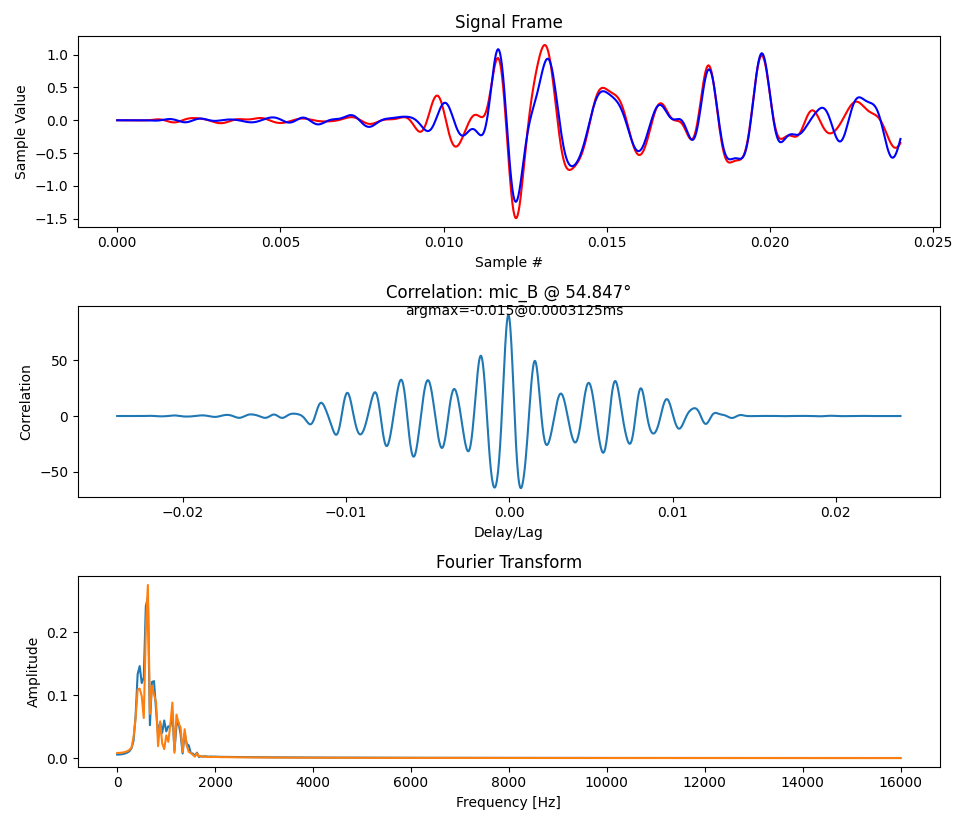 Signal Frame
1.0
0.5
0.0
−0.5
−1.0
−1.5
Sample Value
0.000 0.005 0.010 0.015 0.020 0.025
Sample #
Correlation: mic_B @ 54.847°
argmax=-0.015@0.0003125ms
50
0
−50
Correlation
−0.02 −0.01 0.00 0.01 0.02
Delay/Lag
Fourier Transform
0.2
0.1
0.0
Amplitude
0 2000 4000 6000 8000 10000 12000 14000 16000
Frequency [Hz]